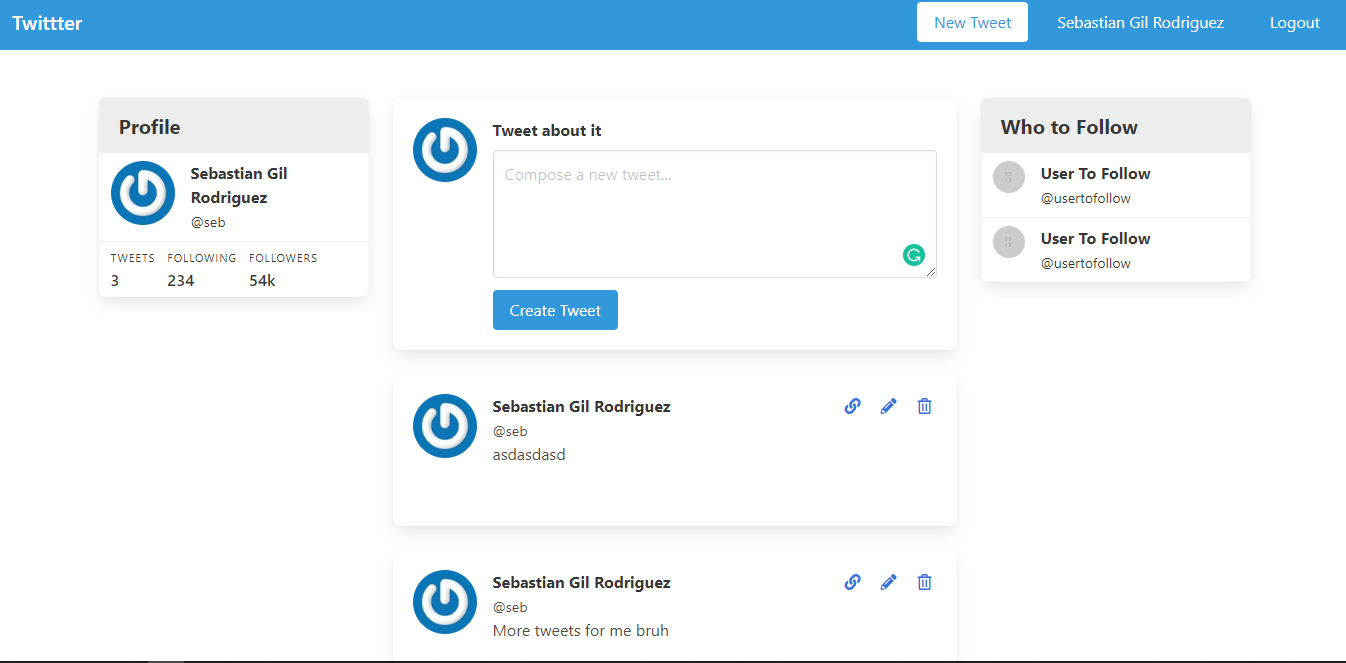 Twittter
New Tweet
Sebastian Gil Rodriguez
Logout
Profile
Sebastian Gil
Rodriguez
@seb
TWEETS FOLLOWING FOLLOWERS
3 234 54k
Tweet about it
Compose a new tweet...
Create Tweet
Sebastian Gil Rodriguez
@seb
asdasdasd
Sebastian Gil Rodriguez
@seb
More tweets for me bruh
Who to Follow
User To Follow
@usertofollow
User To Follow
@usertofollow